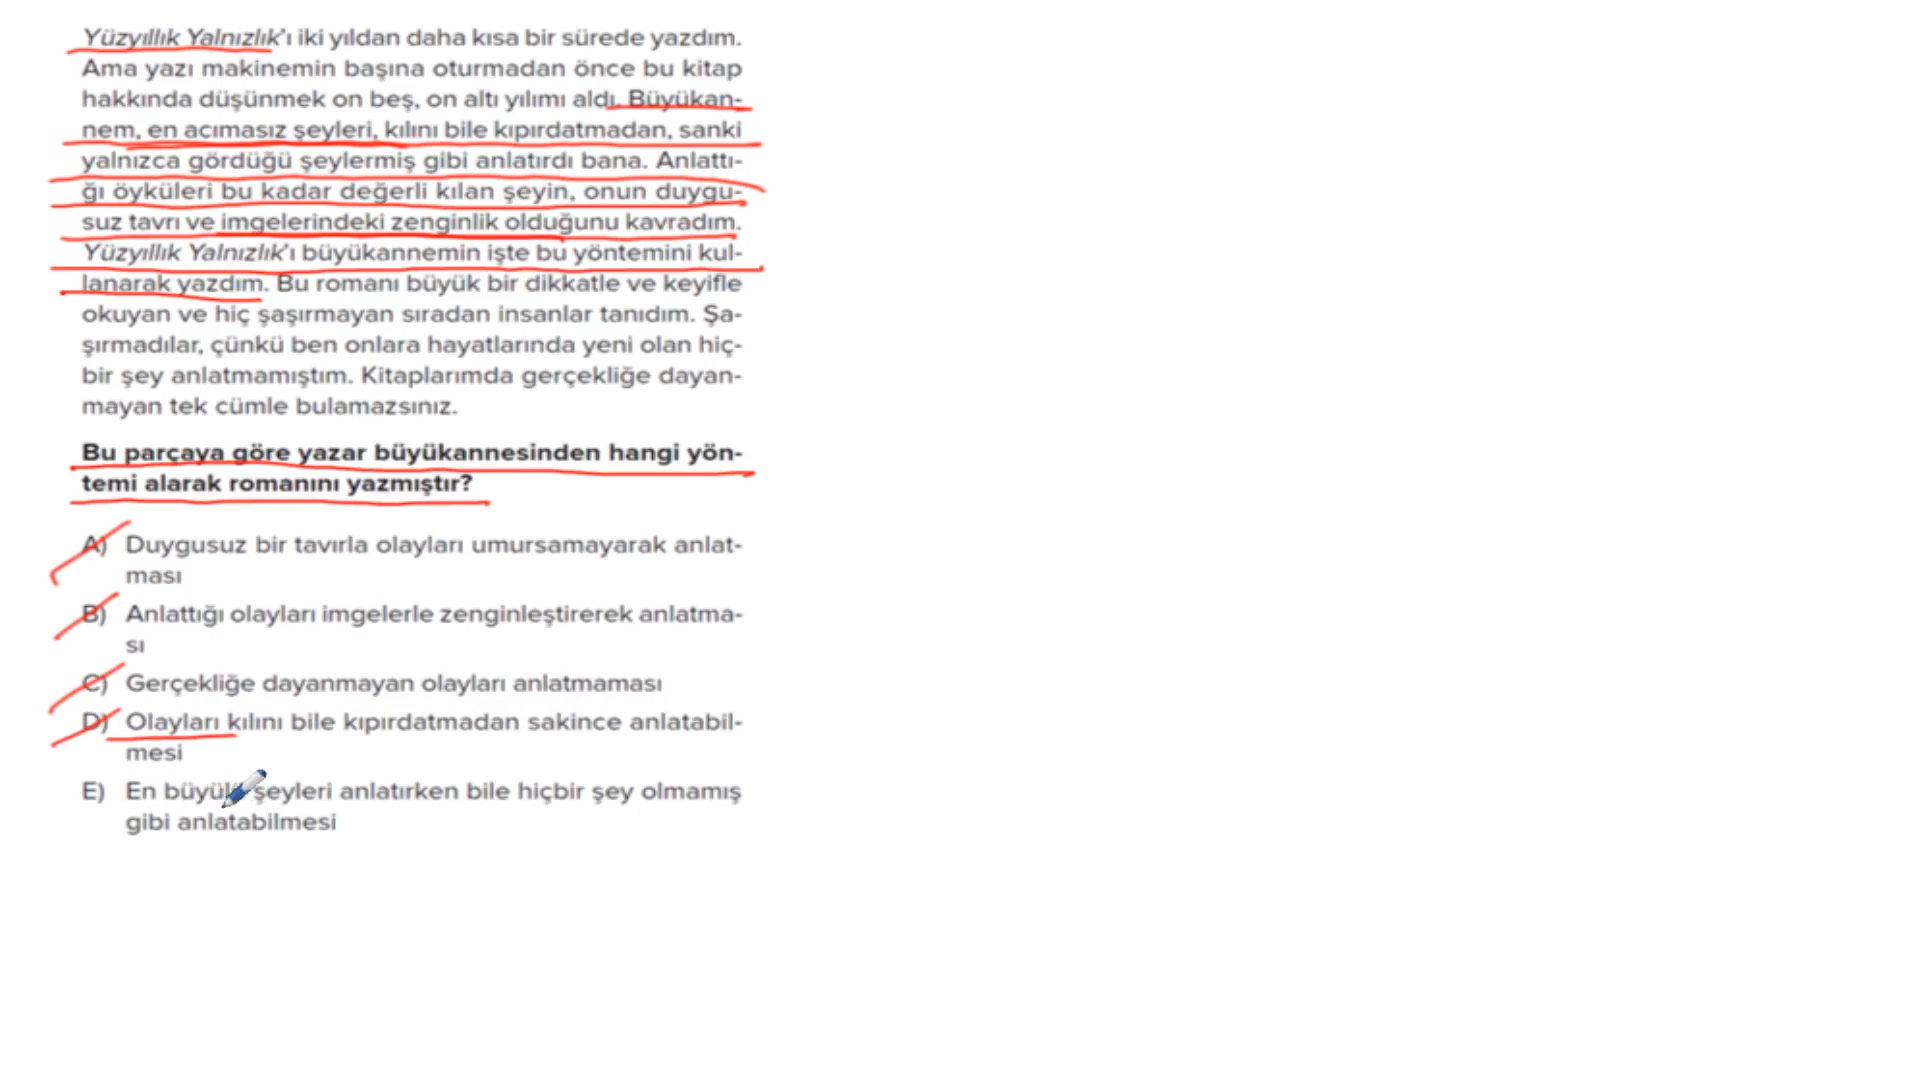 Yüzyıllık Yalnızlık'ı iki yıldan daha kısa bir sürede yazdım.
Ama yazı makinemin başına oturmadan önce bu kitap
hakkında düşünmek on beş, on altı yılımı aldı. Büyükan-
nem, en acımasız şeyleri, kılını bile kıpırdatmadan, sanki
yalnızca gördüğü şeylermiş gibi anlatırdı bana. Anlattı-
ğı öyküleri bu kadar değerli kılan şeyin, onun duygu-
suz tavrı ve imgelerindeki zenginlik olduğunu kavradım.
Yüzyıllık Yalnızlık'ı büyükannemin işte bu yöntemini kul-
lanarak yazdım. Bu romanı büyük bir dikkatle ve keyifle
okuyan ve hiç şaşırmayan sıradan insanlar tanıdım. Şa-
şırmadılar, çünkü ben onlara hayatlarında yeni olan hiç-
bir şey anlatmamıştım. Kitaplarımda gerçekliğe dayan-
mayan tek cümle bulamazsınız.
Bu parçaya göre yazar büyükannesinden hangi yön-
temi alarak romanını yazmıştır?
A) Duygusuz bir tavırla olayları umursamayarak anlat-
ması
B) Anlattığı olayları imgelerle zenginleştirerek anlatma-
sı
C) Gerçekliğe dayanmayan olayları anlatmaması
D) Olayları kılını bile kıpırdatmadan sakince anlatabil-
mesi
E) En büyük şeyleri anlatırken bile hiçbir şey olmamış
gibi anlatabilmesi